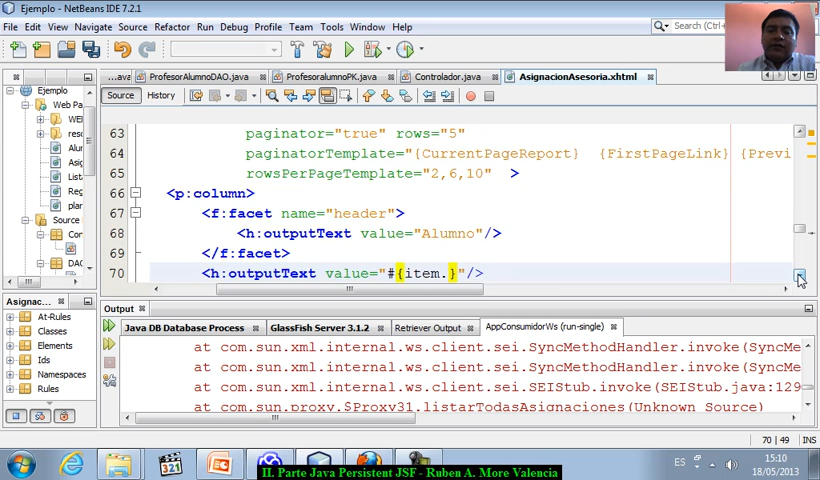 Ejemplo - NetBeans IDE 7.2.1
File Edit View Navigate Source Refactor Run Debug Profile Team Tools Window Help
Search (Ctrl+
...ava ProfesorAlumnoDAO.java ProfesoralumnoPK.java Controlador.java AsignacionAsesoria.xhtml
Source History
Ejemplo
Web Pa
WE
reso
Alum
Asig
Lista
Reg
plar
Source
Con
DAC
63 paginator="true" rows="5"
64 paginatorTemplate="{CurrentPageReport} {FirstPageLink} {Previ
65 rowsPerPageTemplate="2,6,10" >
66 <p:column>
67 <f:facet name="header">
68 <h:outputText value="Alumno"/>
69 </f:facet>
70 <h:outputText value="#{item.}"/>
Asignac...
At-Rules
Classes
Elements
Ids
Namespaces
Rules
Output
Java DB Database Process GlassFish Server 3.1.2 Retriever Output AppConsumidorWs (run-single)
at com.sun.xml.internal.ws.client.sei.SyncMethodHandler.invoke(SyncMe
at com.sun.xml.internal.ws.client.sei.SyncMethodHandler.invoke(SyncMe
at com.sun.xml.internal.ws.client.sei.SEIStub.invoke(SEIStub.java:129
at com.sun.proxy.$Proxy31.listarTodasAsignaciones(Unknown Source)
70 | 49 INS
321
ES
15:10
18/05/2013
II. Parte Java Persistent JSF - Ruben A. More Valencia